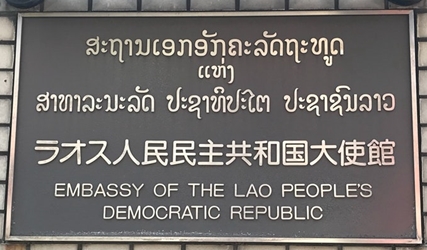 ສະຖານເອກອັກຄະລັດຖະທູດ
ແຫ່ງ
ສາທາລະນະລັດ ປະຊາທິປະໄຕ ປະຊາຊົນລາວ
ラオス人民民主共和国大使館
EMBASSY OF THE LAO PEOPLE'S
DEMOCRATIC REPUBLIC